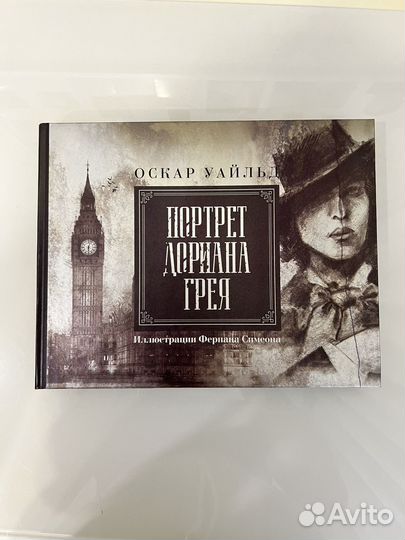 ОСКАР УАЙЛЬД
ПОРТРЕТ
ДОРИАНА
ГРЕЯ
Иллюстрации Фернана Симеона
Avito